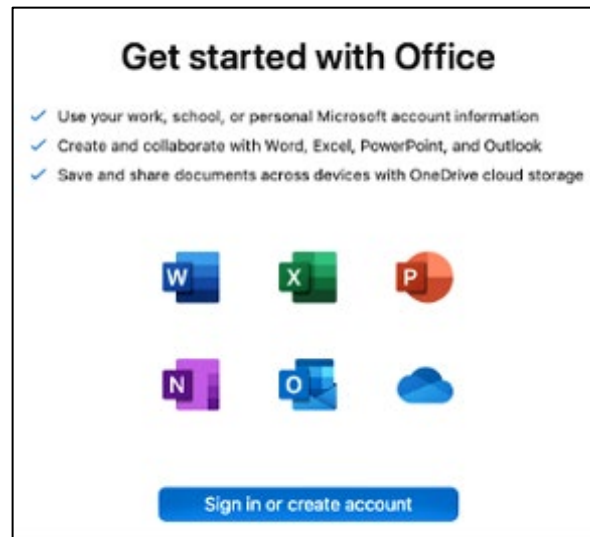 Get started with Office
Use your work, school, or personal Microsoft account information
Create and collaborate with Word, Excel, PowerPoint, and Outlook
Save and share documents across devices with OneDrive cloud storage
W X P
N O
Sign in or create account